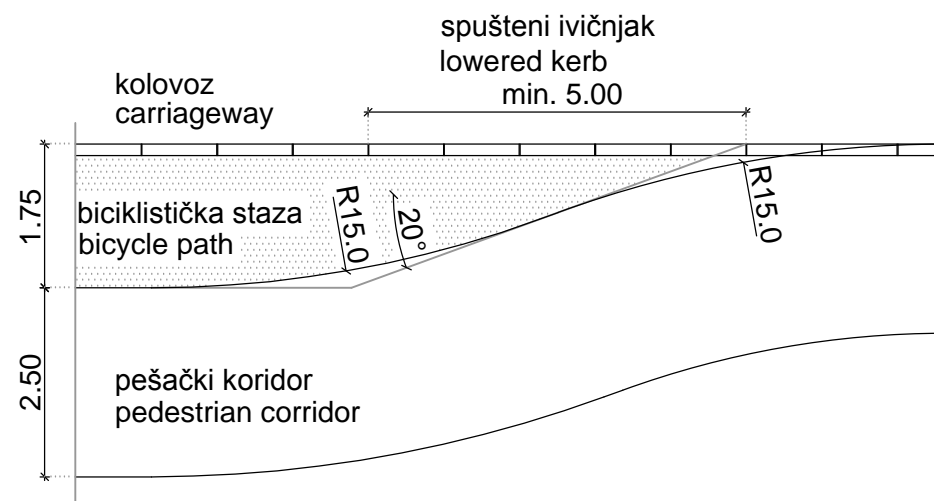 spušteni ivičnjak
lowered kerb
min. 5.00
kolovoz
carriageway
1.75
biciklistička staza
bicycle path
R15.0
20°
R15.0
2.50
pešački koridor
pedestrian corridor